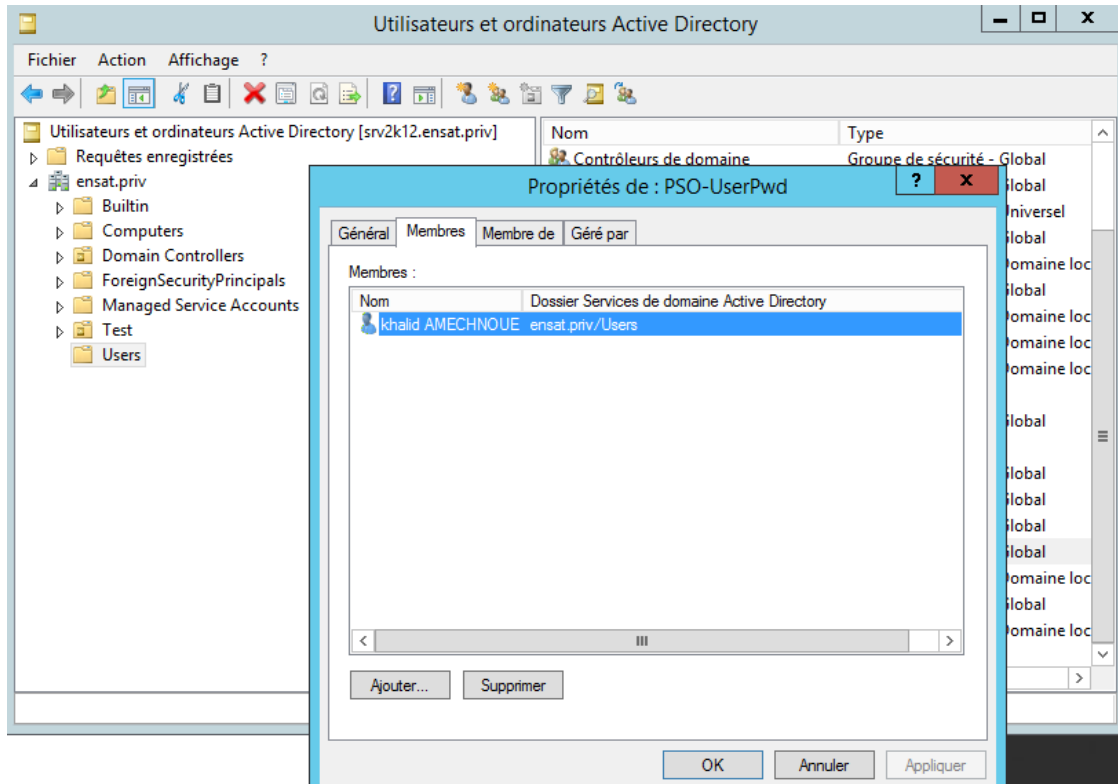 Utilisateurs et ordinateurs Active Directory
Fichier Action Affichage ?
Utilisateurs et ordinateurs Active Directory [srv2k12.ensat.priv]
Requêtes enregistrées
ensat.priv
Builtin
Computers
Domain Controllers
ForeignSecurityPrincipals
Managed Service Accounts
Test
Users
Nom Type
Contrôleurs de domaine Groupe de sécurité - Global
Propriétés de : PSO-UserPwd ? x
Général Membres Membre de Géré par
Membres :
Nom Dossier Services de domaine Active Directory
khalid AMECHNOUE ensat.priv/Users
Ajouter... Supprimer
OK Annuler Appliquer